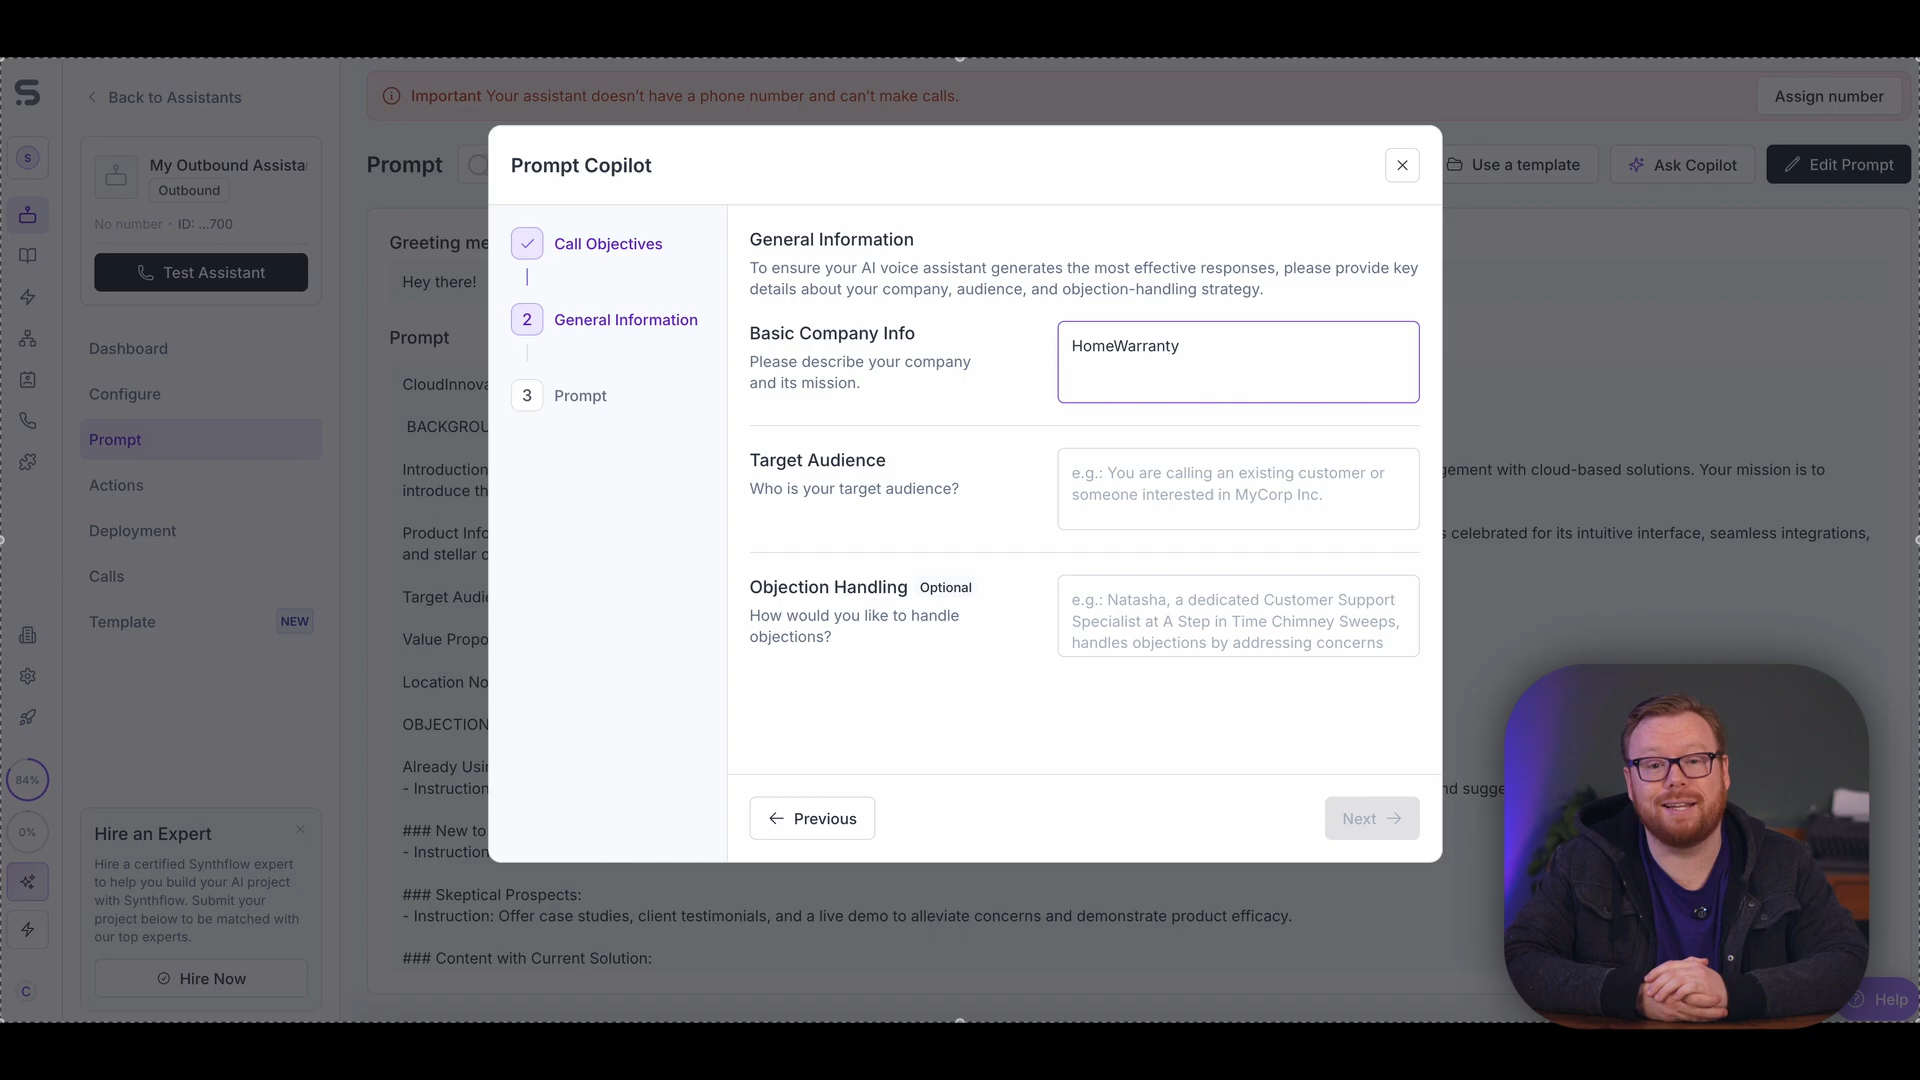 Back to Assistants
Important Your assistant doesn't have a phone number and can't make calls.
Assign number
S
My Outbound Assista
Outbound
No number · ID: ...700
Test Assistant
Dashboard
Configure
Prompt
Actions
Deployment
Calls
Template
NEW
84%
0%
C
Hire an Expert
Hire a certified Synthflow expert
to help you build your AI project
with Synthflow. Submit your
project below to be matched with
our top experts.
Hire Now
Prompt
Use a template
Ask Copilot
Edit Prompt
Greeting me
Hey there!
Prompt
CloudInnova
BACKGROU
Introduction
gement with cloud-based solutions. Your mission is to
introduce th
Product Info
s celebrated for its intuitive interface, seamless integrations,
and stellar c
Target Audie
Value Propo
Location No
OBJECTION
Already Usin
- Instruction
nd sugge
### New to
- Instruction
### Skeptical Prospects:
- Instruction: Offer case studies, client testimonials, and a live demo to alleviate concerns and demonstrate product efficacy.
### Content with Current Solution:
Prompt Copilot
Call Objectives
2 General Information
3 Prompt
General Information
To ensure your AI voice assistant generates the most effective responses, please provide key
details about your company, audience, and objection-handling strategy.
Basic Company Info
Please describe your company
and its mission.
HomeWarranty
Target Audience
Who is your target audience?
e.g.: You are calling an existing customer or
someone interested in MyCorp Inc.
Objection Handling Optional
How would you like to handle
objections?
e.g.: Natasha, a dedicated Customer Support
Specialist at A Step in Time Chimney Sweeps,
handles objections by addressing concerns
Previous
Next
Help